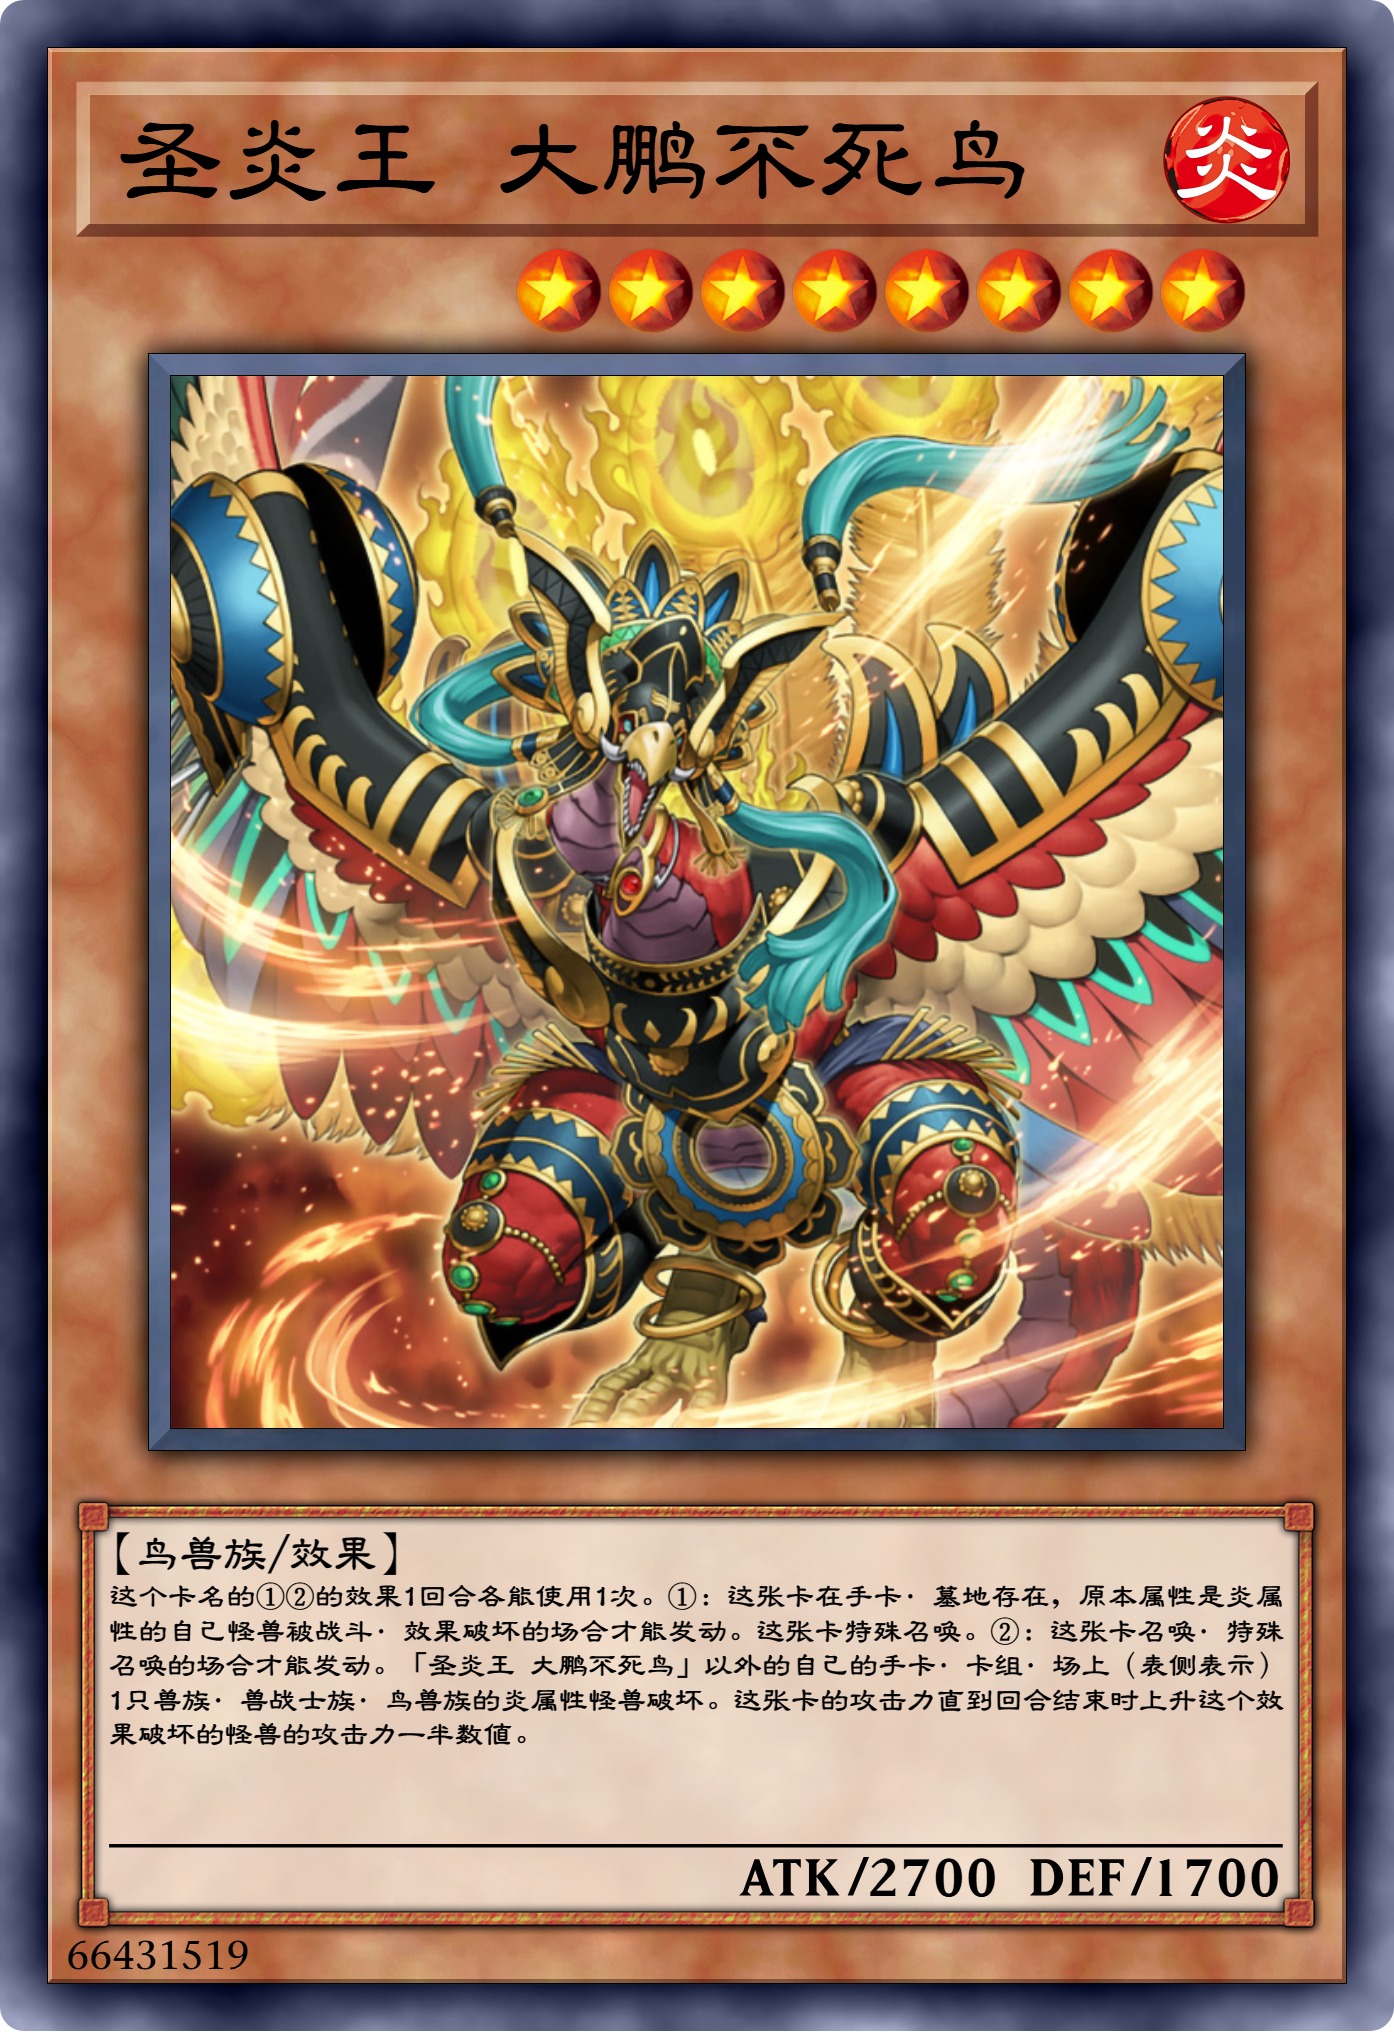 圣炎王 大鹏不死鸟
炎
【鸟兽族/效果】
这个卡名的①②的效果1回合各能使用1次。①：这张卡在手卡·墓地存在，原本属性是炎属
性的自己怪兽被战斗·效果破坏的场合才能发动。这张卡特殊召唤。②：这张卡召唤·特殊
召唤的场合才能发动。「圣炎王 大鹏不死鸟」以外的自己的手卡·卡组·场上（表侧表示）
1只兽族·兽战士族·鸟兽族的炎属性怪兽破坏。这张卡的攻击力直到回合结束时上升这个效
果破坏的怪兽的攻击力一半数値。
ATK/2700 DEF/1700
66431519